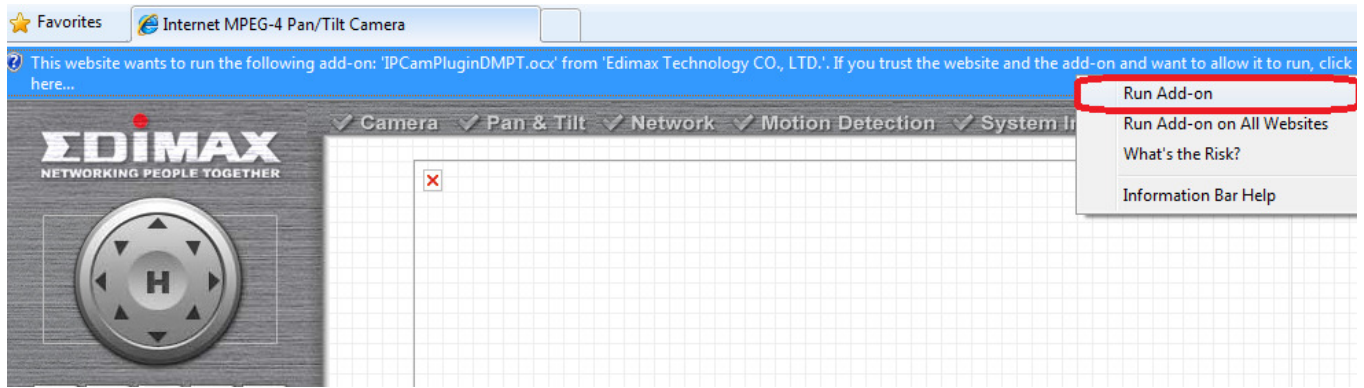 Favorites
Internet MPEG-4 Pan/Tilt Camera
This website wants to run the following add-on: 'IPCamPluginDMPT.ocx' from 'Edimax Technology CO., LTD.'. If you trust the website and the add-on and want to allow it to run, click
here...
Run Add-on
Run Add-on on All Websites
What's the Risk?
Information Bar Help
EDIMAX
NETWORKING PEOPLE TOGETHER
Camera
Pan & Tilt
Network
Motion Detection
System
H